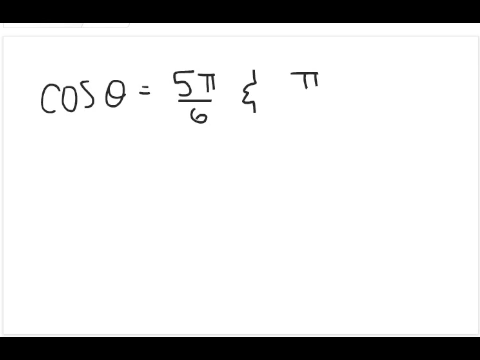 cos θ = 5π/6 & π